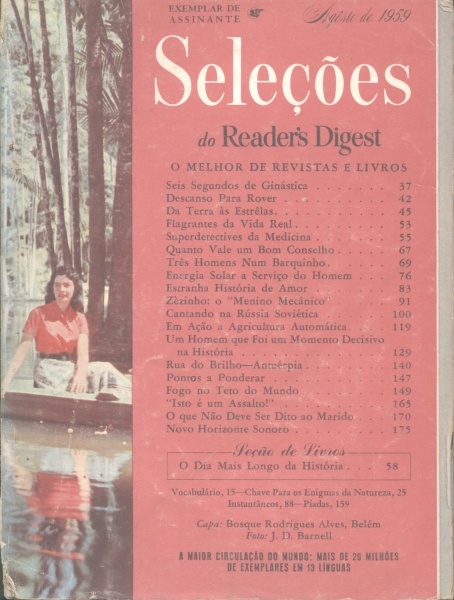 EXEMPLAR DE
ASSINANTE
Agôsto de 1959
Seleções
do Reader's Digest
O MELHOR DE REVISTAS E LIVROS
Seis Segundos de Ginástica . . . . . . . . 37
Descanso Para Rover . . . . . . . . . 42
Da Terra às Estrêlas. . . . . . . . . . 45
Flagrantes da Vida Real . . . . . . . . 53
Superdetectives da Medicina . . . . . . . 55
Quanto Vale um Bom Conselho . . . . . . 67
Três Homens Num Barquinho. . . . . . . 69
Energia Solar a Serviço do Homem . . . . 76
Estranha História de Amor . . . . . . . 83
Zèzinho: o "Menino Mecânico" . . . . . . 91
Cantando na Rússia Soviética . . . . . . 100
Em Ação a Agricultura Automática . . . . 119
Um Homem que Foi um Momento Decisivo
na História . . . . . . . . . . . . 129
Rua do Brilho—Antuérpia . . . . . . . . 140
Pontos a Ponderar . . . . . . . . . . 147
Fogo no Teto do Mundo . . . . . . . . 149
"Isto é um Assalto!" . . . . . . . . . 165
O que Não Deve Ser Dito ao Marido . . . . 170
Novo Horizonte Sonoro . . . . . . . . . 175
Seção de Livros
O Dia Mais Longo da História . . . 58
Vocabulário, 15—Chave Para os Enigmas da Natureza, 25
Instantâneos, 88—Piadas, 159
Capa: Bosque Rodrigues Alves, Belém
Foto: J. D. Barnell
A MAIOR CIRCULAÇÃO DO MUNDO: MAIS DE 20 MILHÕES
DE EXEMPLARES EM 13 LÍNGUAS